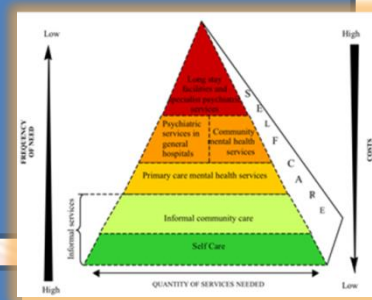 Low
High
FREQUENCY
OF NEED
COSTS
Long stay
facilities and
specialist psychiatric
services
Psychiatric
services in
general
hospitals
Community
mental health
services
Primary care mental health services
Informal community care
Self Care
SELF CARE
Informal services
High
Low
QUANTITY OF SERVICES NEEDED